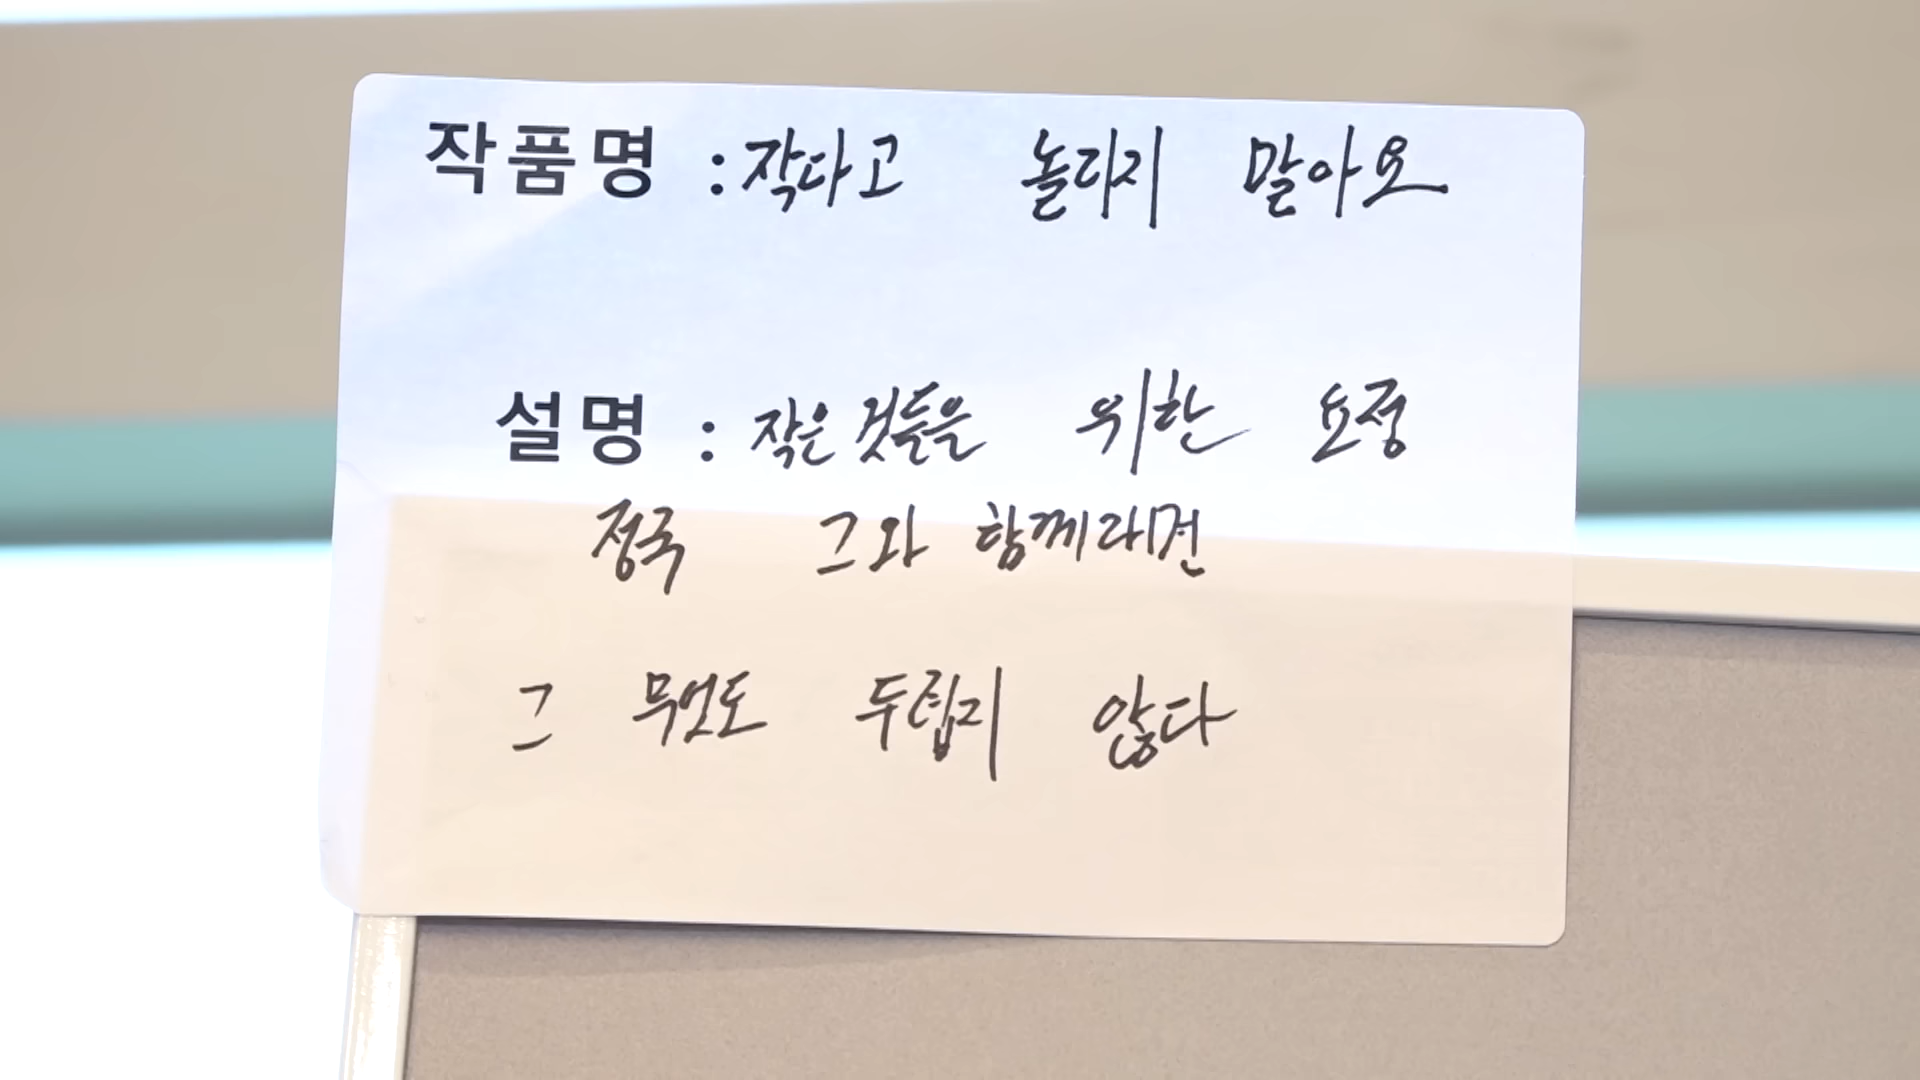 작품명 : 작다고 놀라지 말아요
설명 : 작은 것들을 위한 요정
정국 그와 함께라면
그 무엇도 두렵지 않다